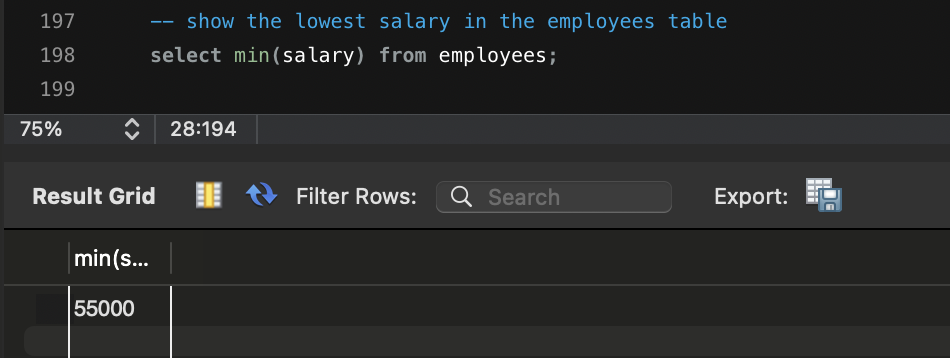 197 -- show the lowest salary in the employees table
198 select min(salary) from employees;
199
75% 28:194
Result Grid Filter Rows: Search Export:
min(s...
55000